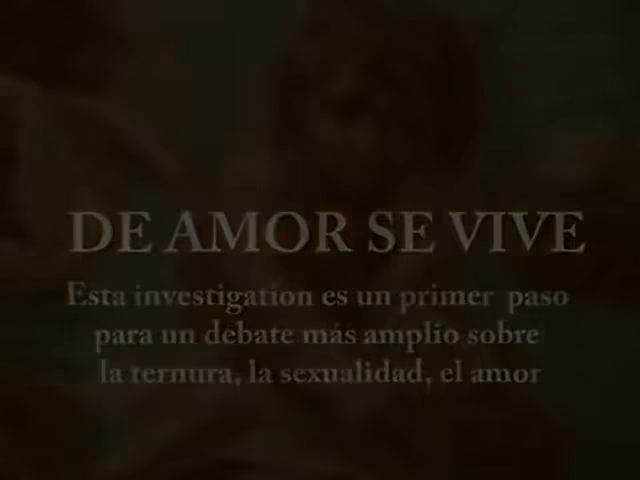 DE AMOR SE VIVE
Esta investigation es un primer paso
para un debate más amplio sobre
la ternura, la sexualidad, el amor